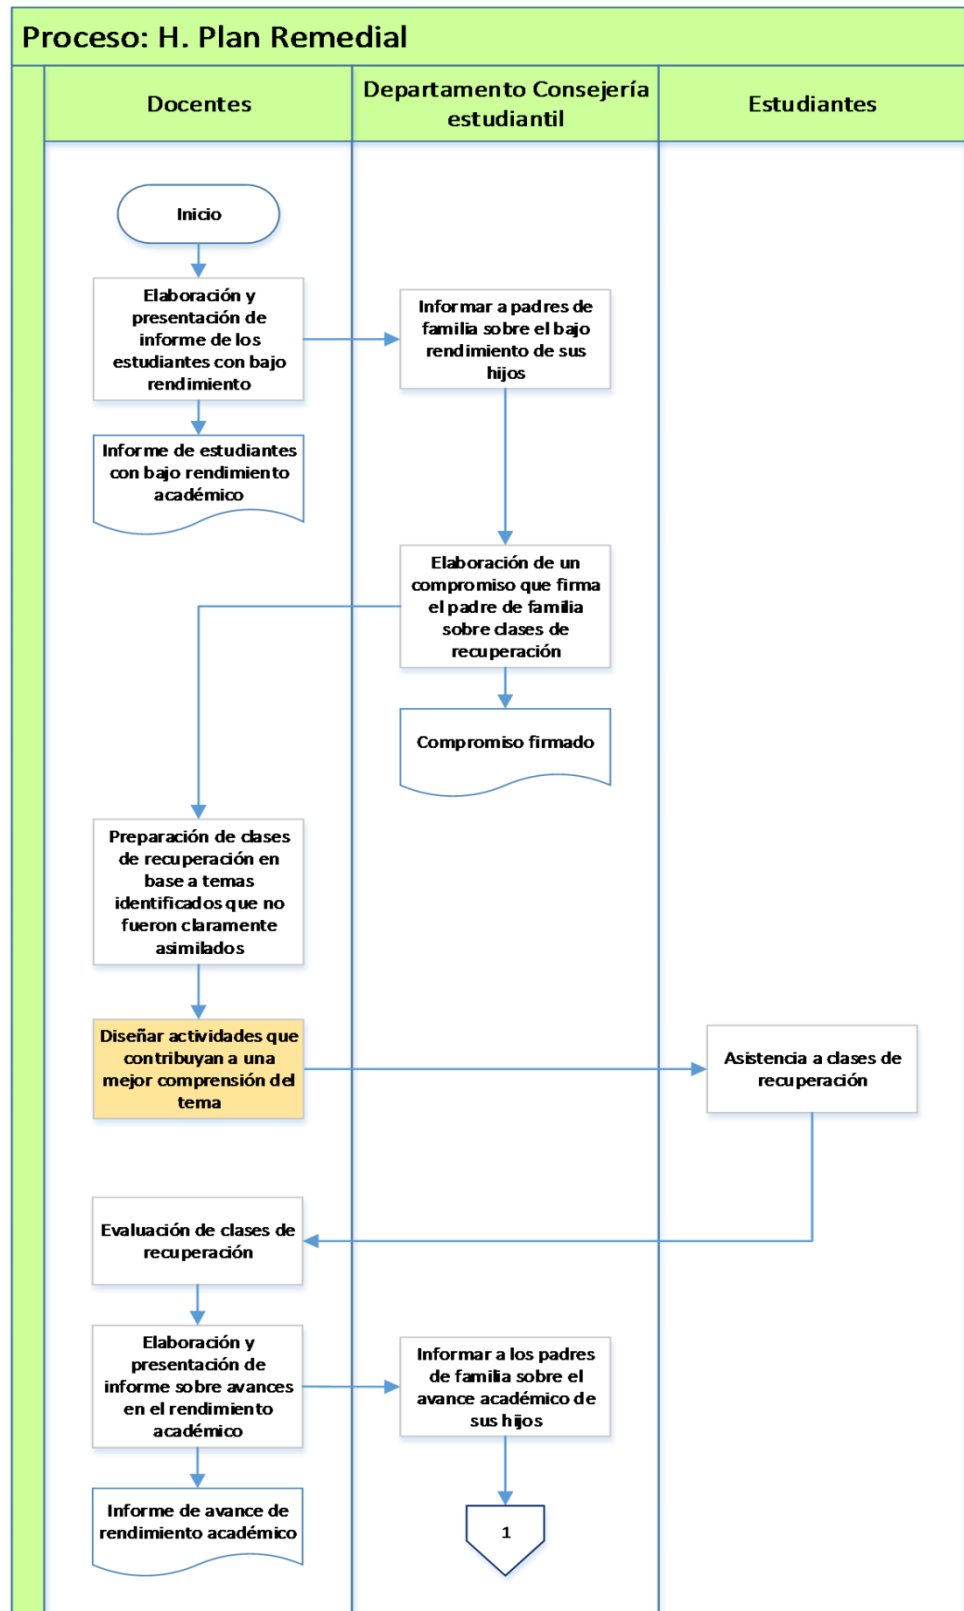 Proceso: H. Plan Remedial
Docentes
Departamento Consejería
estudiantil
Estudiantes
Inicio
Elaboración y
presentación de
informe de los
estudiantes con bajo
rendimiento
Informar a padres de
familia sobre el bajo
rendimiento de sus
hijos
Informe de estudiantes
con bajo rendimiento
académico
Elaboración de un
compromiso que firma
el padre de familia
sobre clases de
recuperación
Compromiso firmado
Preparación de clases
de recuperación en
base a temas
identificados que no
fueron claramente
asimilados
Diseñar actividades que
contribuyan a una
mejor comprensión del
tema
Asistencia a clases de
recuperación
Evaluación de clases de
recuperación
Elaboración y
presentación de
informe sobre avances
en el rendimiento
académico
Informar a los padres
de familia sobre el
avance académico de
sus hijos
Informe de avance de
rendimiento académico
1